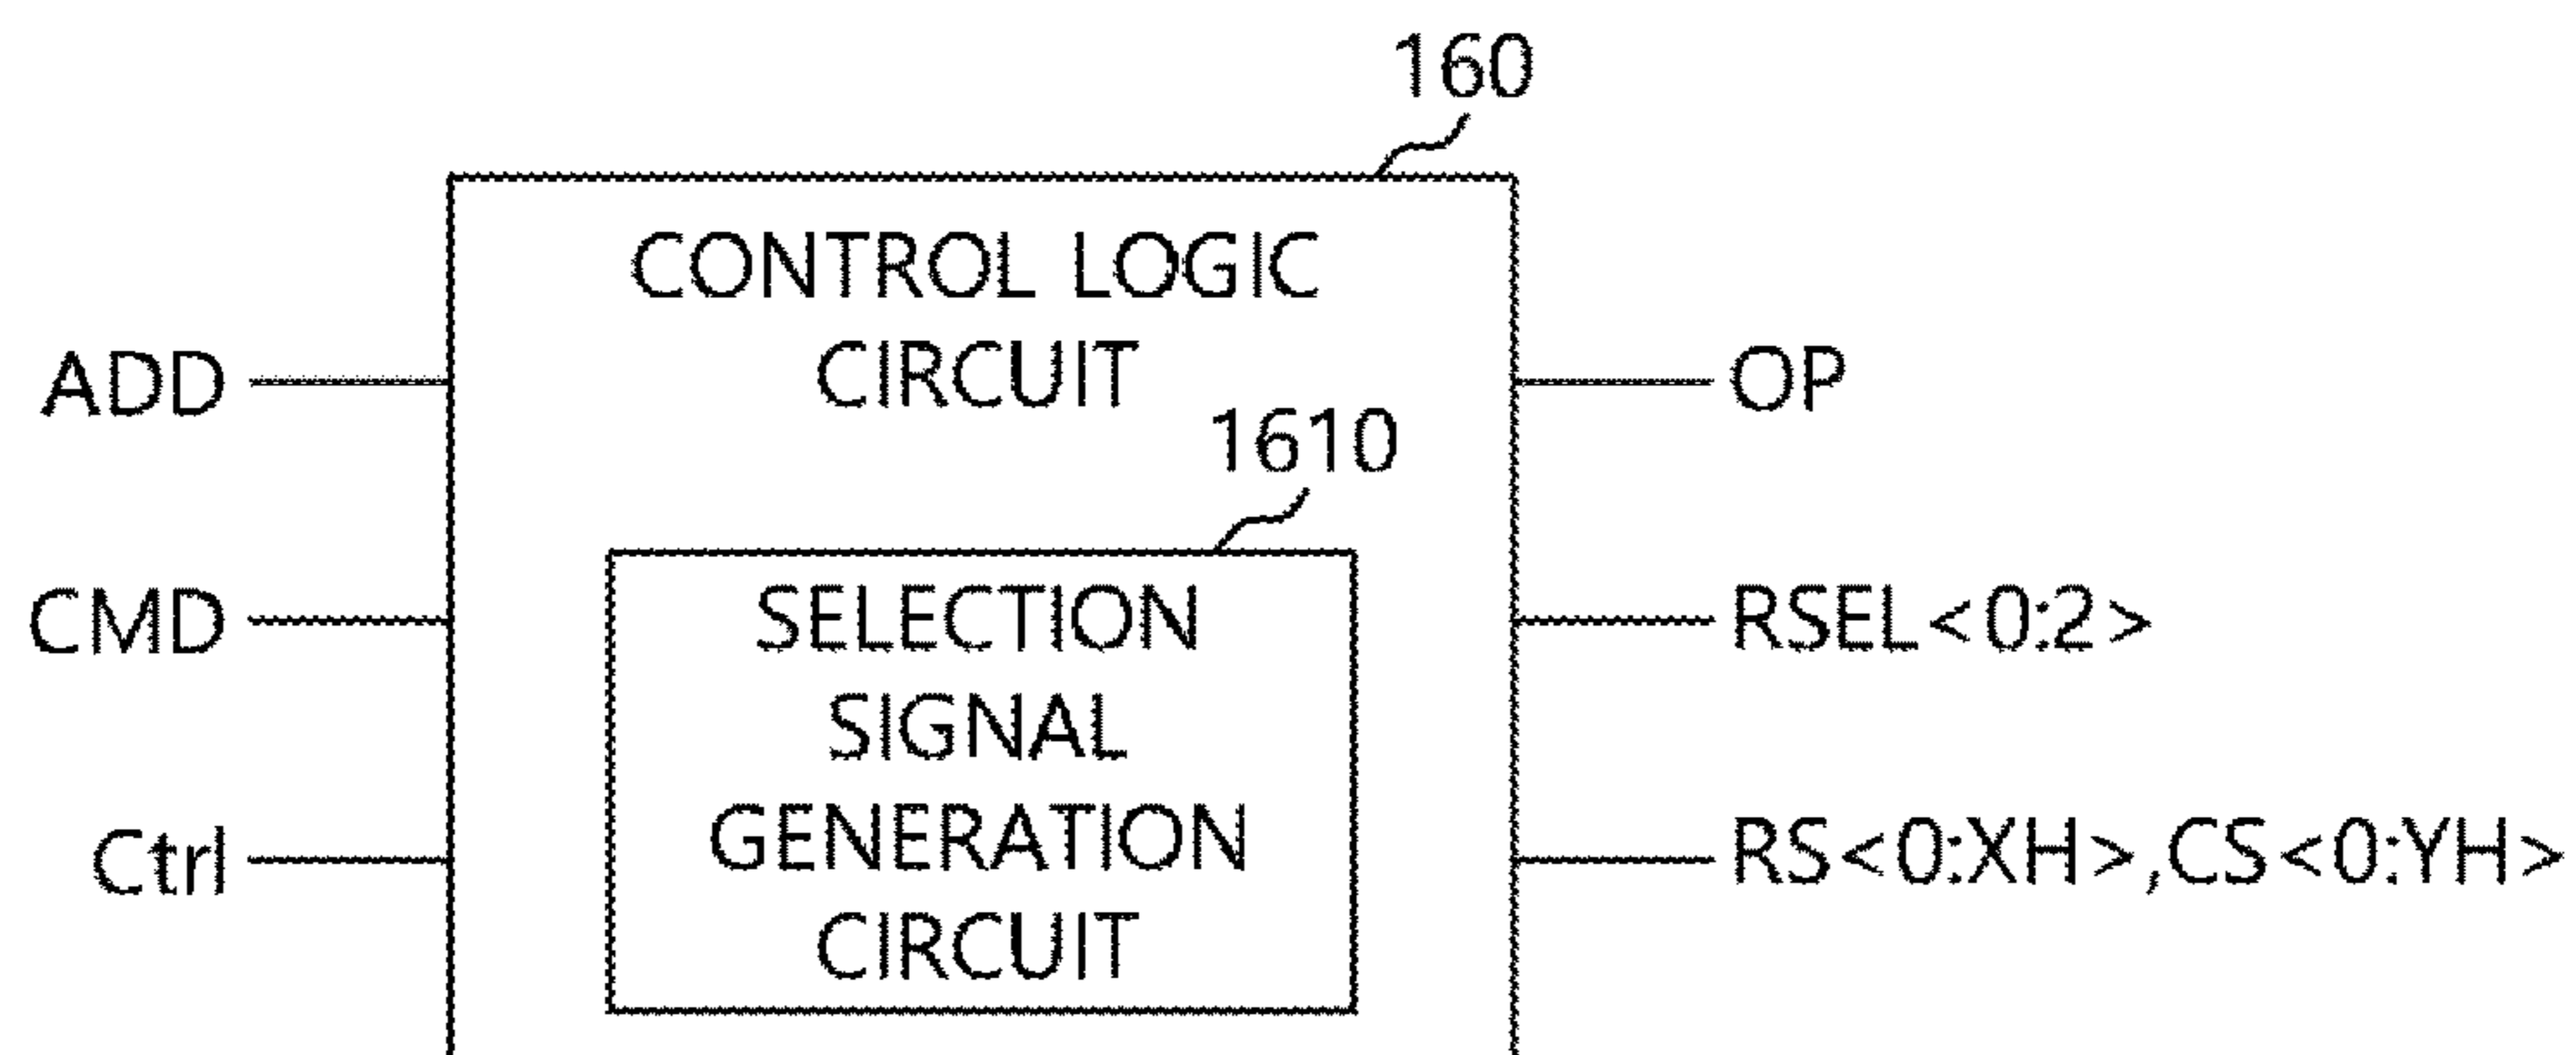 160
CONTROL LOGIC
CIRCUIT
ADD
OP
1610
SELECTION
SIGNAL
GENERATION
CIRCUIT
CMD
RSEL<0:2>
Ctrl
RS<0:XH>,CS<0:YH>